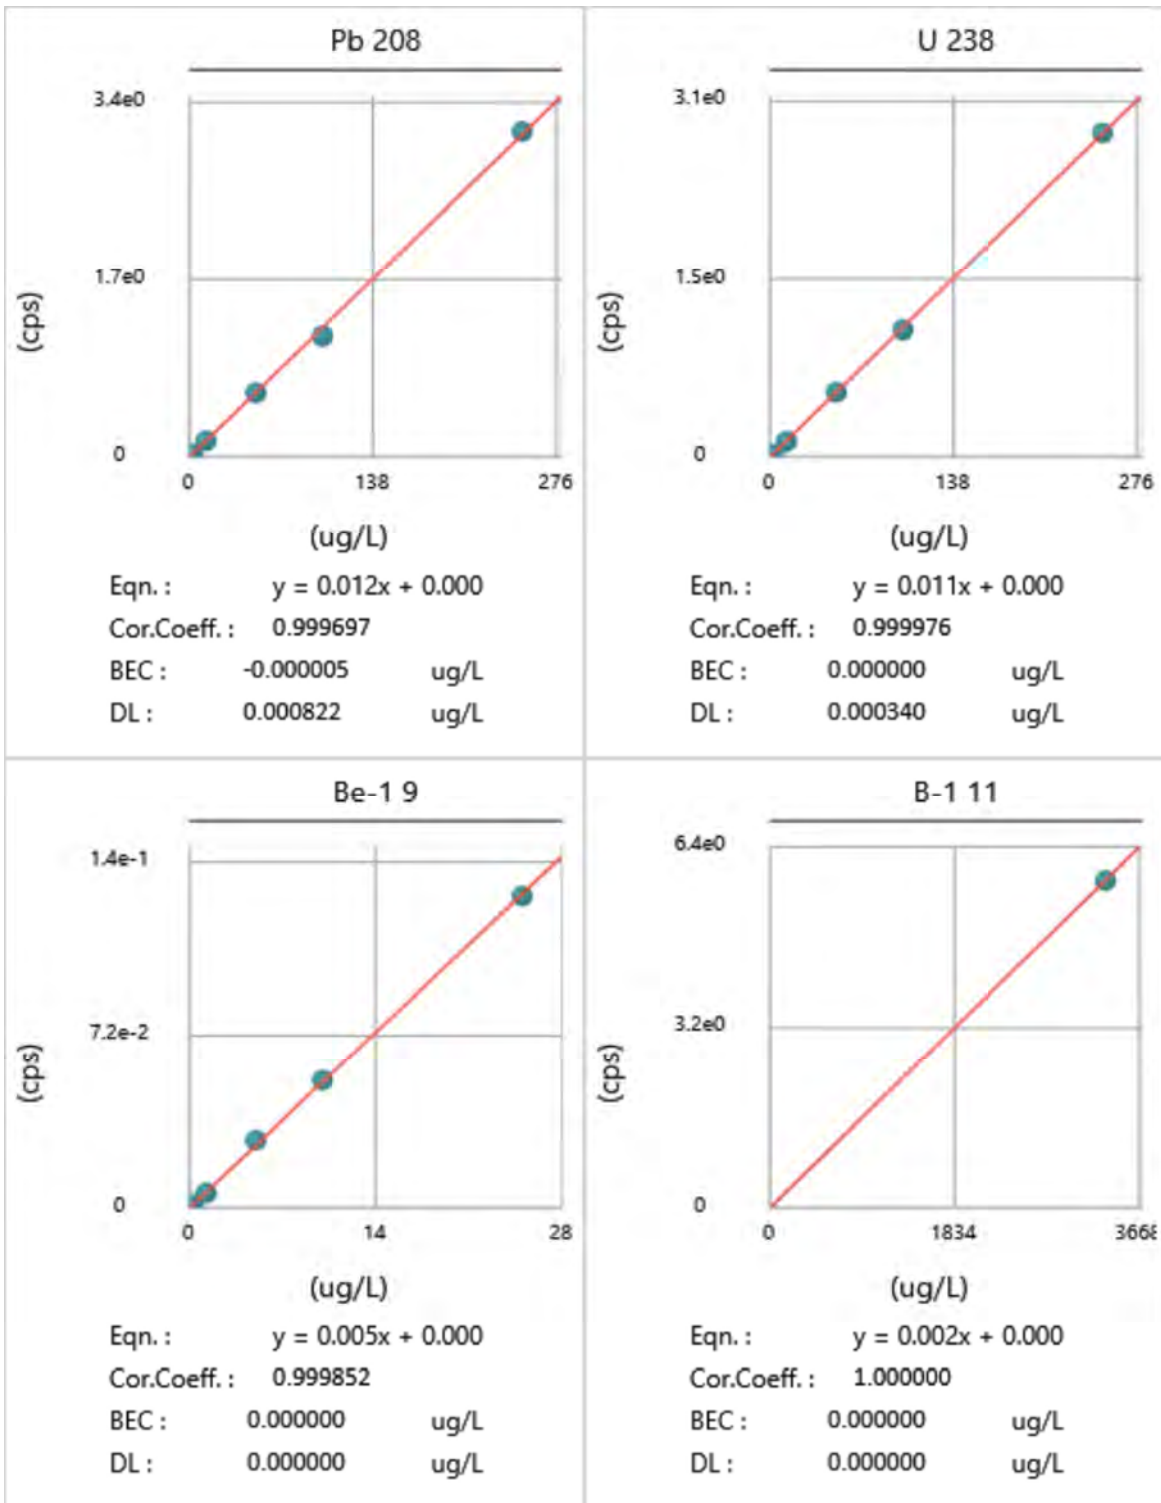 Pb 208
3.4e0
1.7e0
0
(cps)
0 138 276
(ug/L)
Eqn. : y = 0.012x + 0.000
Cor.Coeff. : 0.999697
BEC : -0.000005 ug/L
DL : 0.000822 ug/L
U 238
3.1e0
1.5e0
0
(cps)
0 138 276
(ug/L)
Eqn. : y = 0.011x + 0.000
Cor.Coeff. : 0.999976
BEC : 0.000000 ug/L
DL : 0.000340 ug/L
Be-1 9
1.4e-1
7.2e-2
0
(cps)
0 14 28
(ug/L)
Eqn. : y = 0.005x + 0.000
Cor.Coeff. : 0.999852
BEC : 0.000000 ug/L
DL : 0.000000 ug/L
B-1 11
6.4e0
3.2e0
0
(cps)
0 1834 3668
(ug/L)
Eqn. : y = 0.002x + 0.000
Cor.Coeff. : 1.000000
BEC : 0.000000 ug/L
DL : 0.000000 ug/L